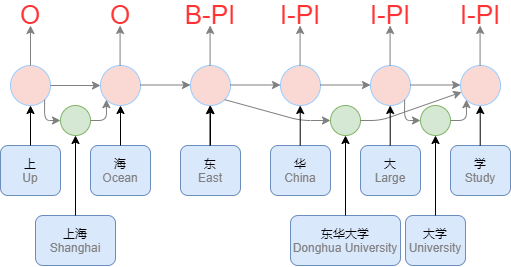 O O B-PI I-PI I-PI I-PI
上 海 东 华 大 学
Up Ocean East China Large Study
上海 东华大学 大学
Shanghai Donghua University University